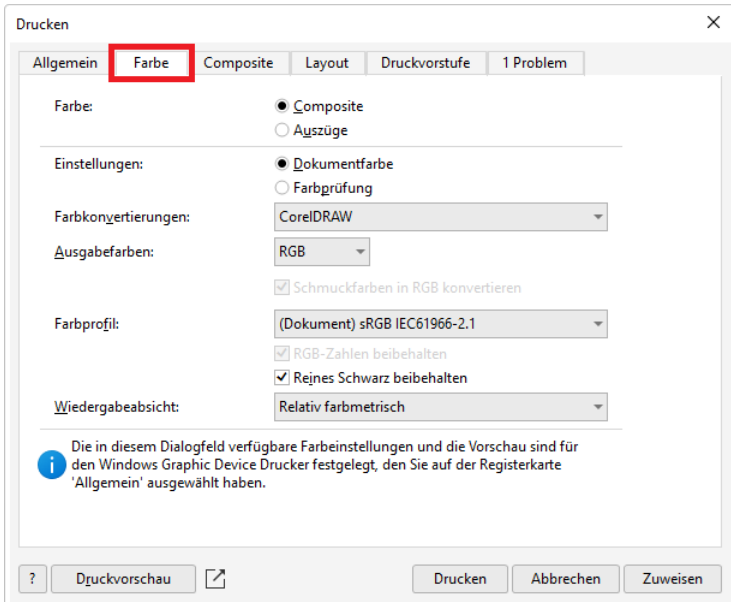 Drucken
Allgemein Farbe Composite Layout Druckvorstufe 1 Problem
Farbe: Composite
Auszüge
Einstellungen: Dokumentfarbe
Farbprüfung
Farbkonvertierungen: CorelDRAW
Ausgabefarben: RGB
Schmuckfarben in RGB konvertieren
Farbprofil: (Dokument) sRGB IEC61966-2.1
RGB-Zahlen beibehalten
Reines Schwarz beibehalten
Wiedergabeabsicht: Relativ farbmetrisch
Die in diesem Dialogfeld verfügbare Farbeinstellungen und die Vorschau sind für
den Windows Graphic Device Drucker festgelegt, den Sie auf der Registerkarte
'Allgemein' ausgewählt haben.
? Druckvorschau Drucken Abbrechen Zuweisen